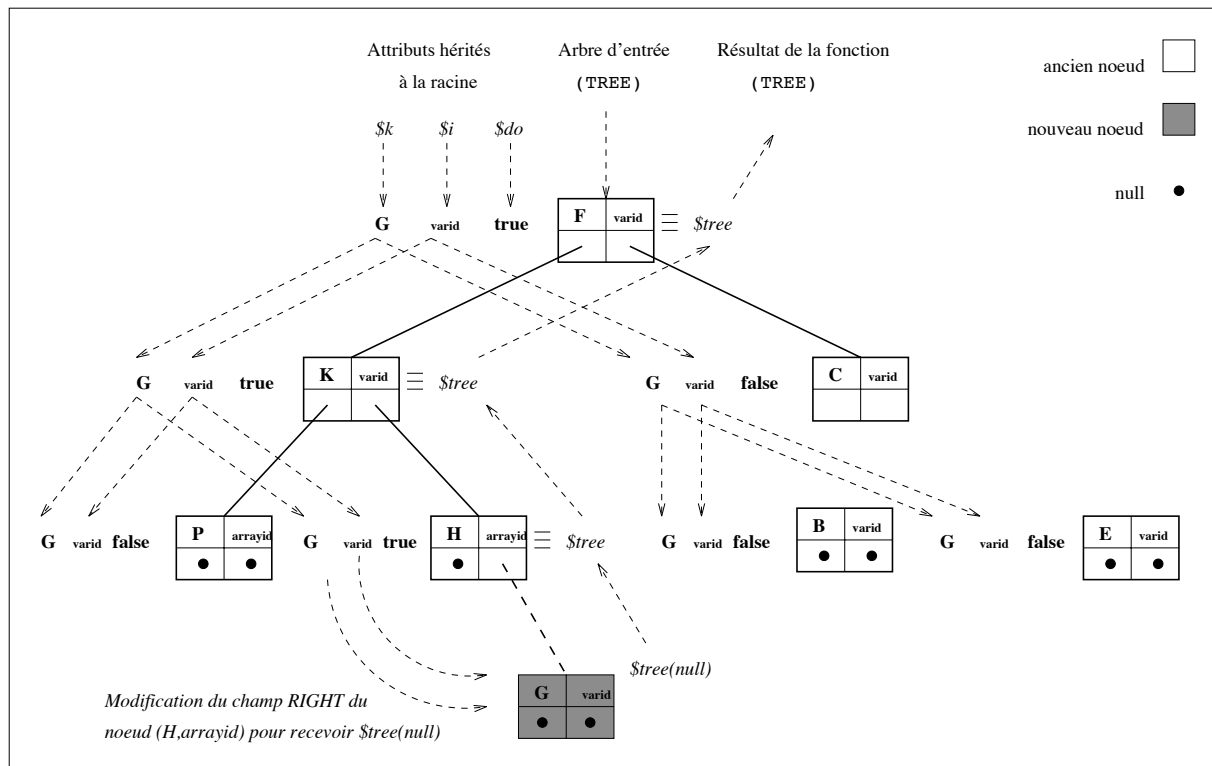 Attributs hérités
à la racine
Arbre d'entrée
(TREE)
Résultat de la fonction
(TREE)
ancien noeud
nouveau noeud
null
$k $i $do
G varid true F varid $tree
G varid true K varid $tree G varid false C varid
G varid false P arrayid G varid true H arrayid $tree G varid false B varid G varid false E varid
$tree(null)
G varid
Modification du champ RIGHT du
noeud (H,arrayid) pour recevoir $tree(null)